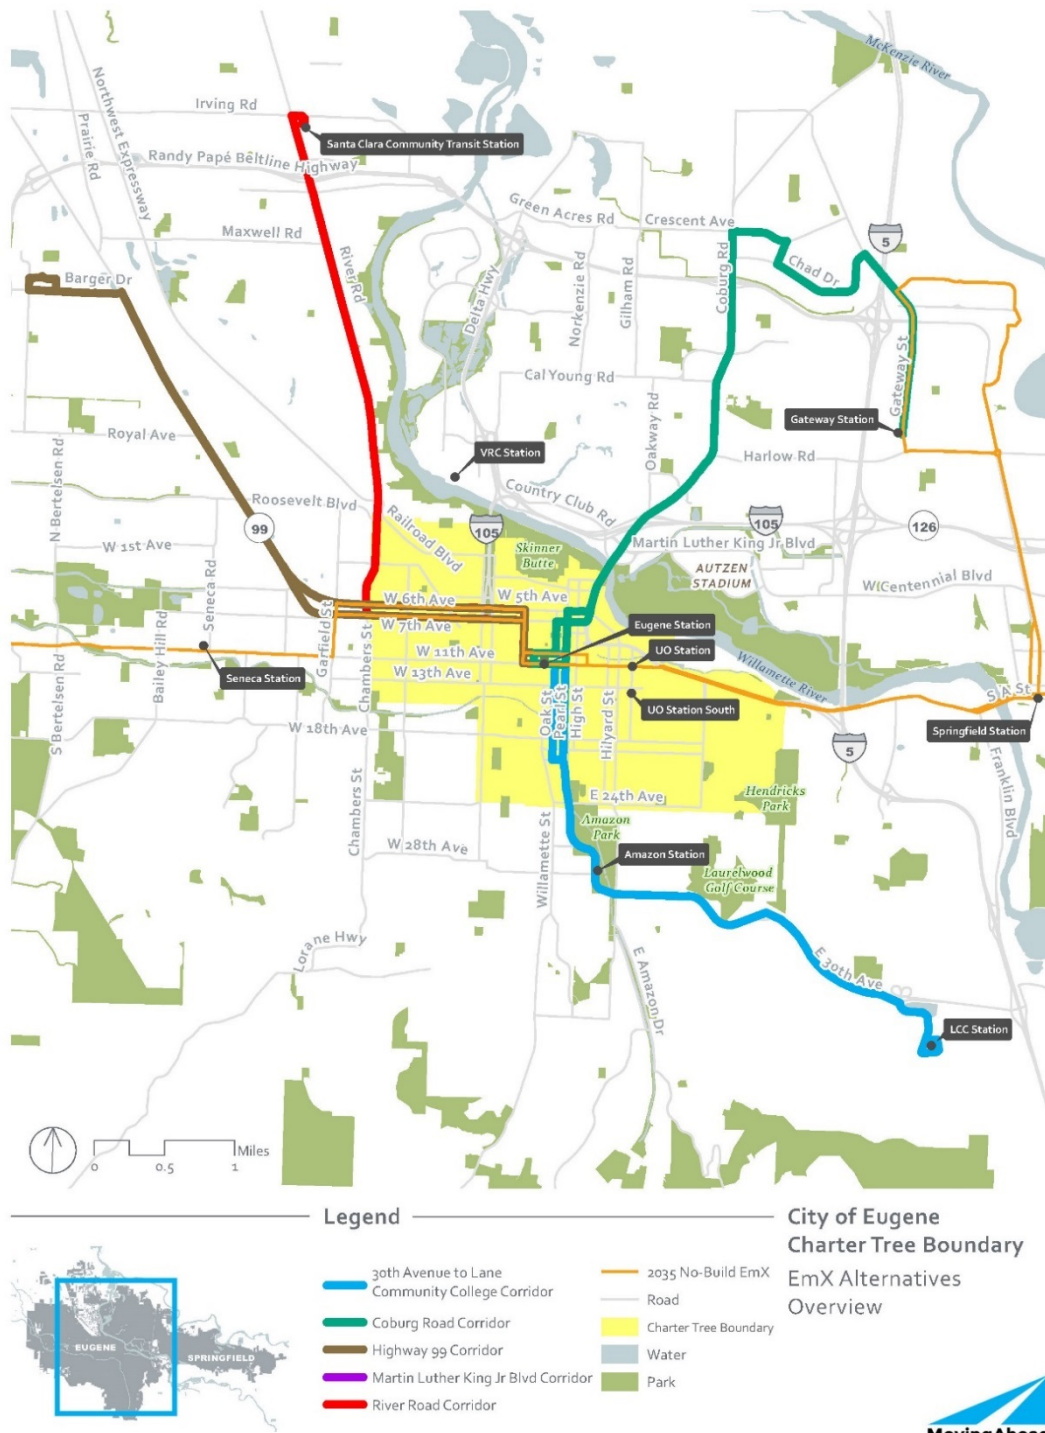 McKenzie River
Irving Rd
Northwest Expressway
Prairie Rd
Santa Clara Community Transit Station
Randy Papé Beltline Highway
Green Acres Rd
Crescent Ave
5
Maxwell Rd
River Rd
Delta Hwy
Norkenzie Rd
Gilham Rd
Coburg Rd
Chad Dr
Barger Dr
Gateway St
Cal Young Rd
Oakway Rd
Gateway Station
Royal Ave
N Bertelsen Rd
VRC Station
Harlow Rd
Roosevelt Blvd
Country Club Rd
99
Railroad Blvd
105
105
126
W 1st Ave
Seneca Rd
Skinner
Butte
Martin Luther King Jr Blvd
AUTZEN
STADIUM
W Centennial Blvd
W 6th Ave
W 5th Ave
W 7th Ave
Eugene Station
Bailey Hill Rd
Garfield St
Chambers St
W 11th Ave
UO Station
W 13th Ave
Willamette River
Seneca Station
S Bertelsen Rd
Oak St
Pearl St
High St
Hilyard St
UO Station South
S A St
W 18th Ave
5
Springfield Station
Franklin Blvd
Chambers St
E 24th Ave
Hendricks
Park
Amazon
Park
W 28th Ave
Willamette St
Amazon Station
Laurelwood
Golf Course
Lorane Hwy
E Amazon Dr
E 30th Ave
LCC Station
Miles
0 0.5 1
Legend
City of Eugene
Charter Tree Boundary
EmX Alternatives
Overview
EUGENE
SPRINGFIELD
30th Avenue to Lane
Community College Corridor
Coburg Road Corridor
Highway 99 Corridor
Martin Luther King Jr Blvd Corridor
River Road Corridor
2035 No-Build EmX
Road
Charter Tree Boundary
Water
Park
MovingAhead